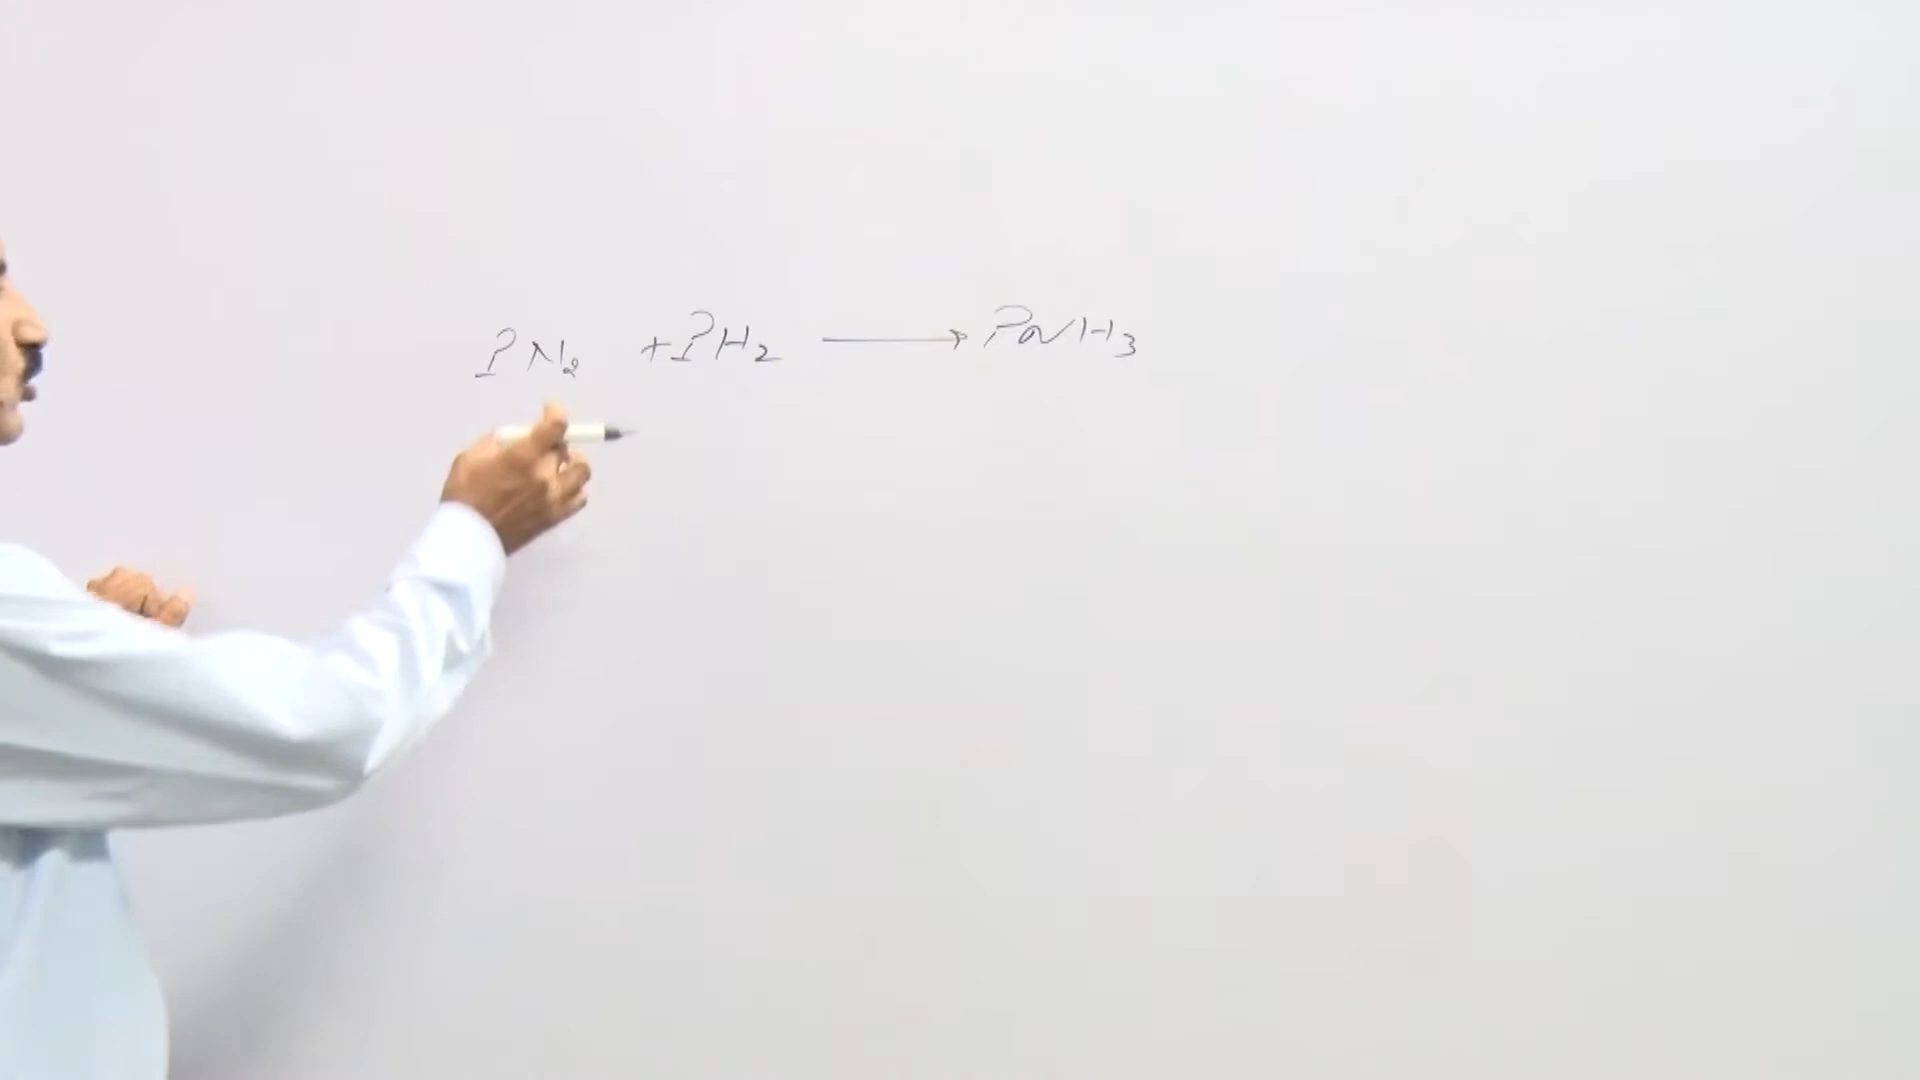 ? N₂ + ? H₂ ⟶ ? NH₃